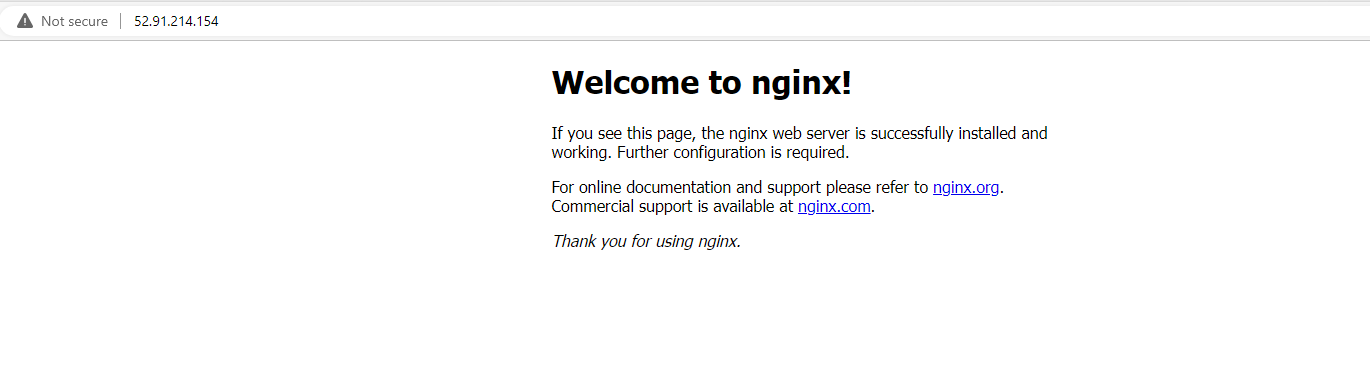 Not secure 52.91.214.154
Welcome to nginx!
If you see this page, the nginx web server is successfully installed and
working. Further configuration is required.
For online documentation and support please refer to nginx.org.
Commercial support is available at nginx.com.
Thank you for using nginx.